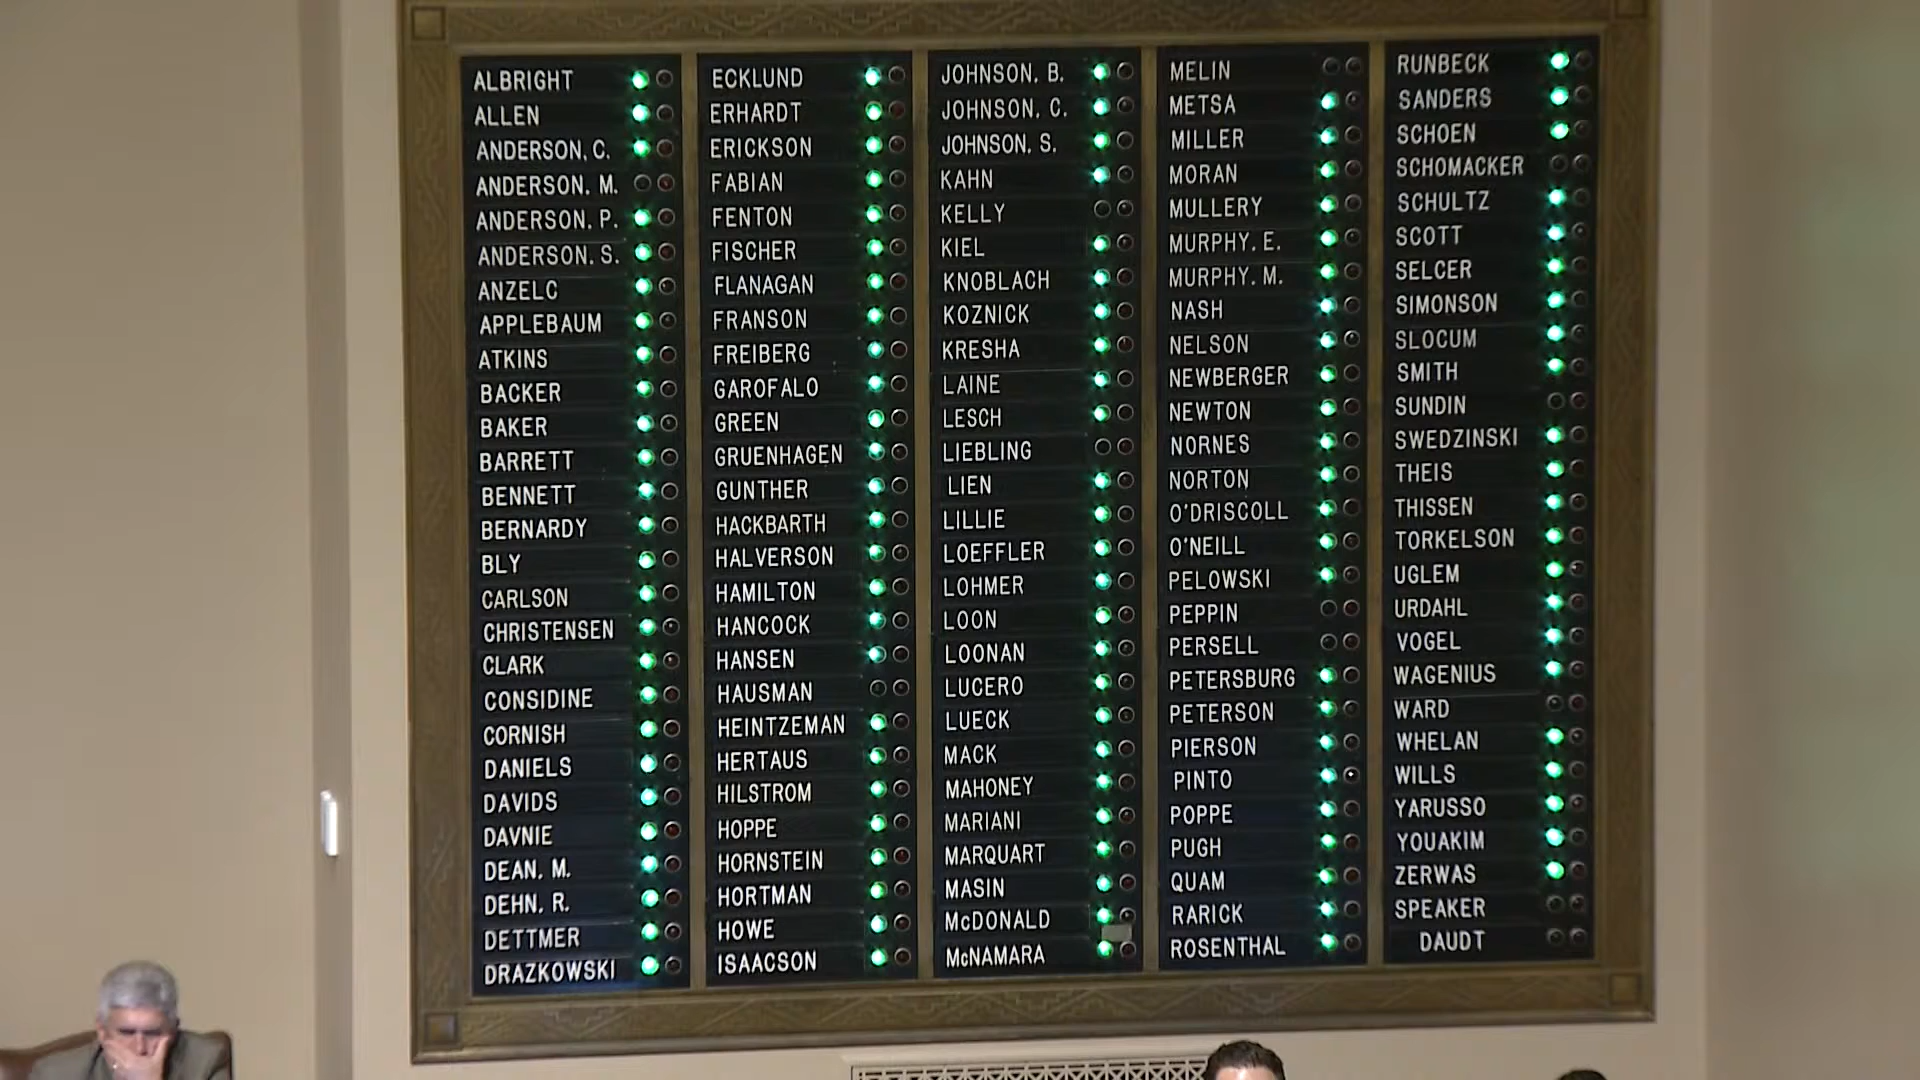 ALBRIGHT
ALLEN
ANDERSON. C.
ANDERSON. M.
ANDERSON. P.
ANDERSON. S.
ANZELC
APPLEBAUM
ATKINS
BACKER
BAKER
BARRETT
BENNETT
BERNARDY
BLY
CARLSON
CHRISTENSEN
CLARK
CONSIDINE
CORNISH
DANIELS
DAVIDS
DAVNIE
DEAN. M.
DEHN. R.
DETTMER
DRAZKOWSKI
ECKLUND
ERHARDT
ERICKSON
FABIAN
FENTON
FISCHER
FLANAGAN
FRANSON
FREIBERG
GAROFALO
GREEN
GRUENHAGEN
GUNTHER
HACKBARTH
HALVERSON
HAMILTON
HANCOCK
HANSEN
HAUSMAN
HEINTZEMAN
HERTAUS
HILSTROM
HOPPE
HORNSTEIN
HORTMAN
HOWE
ISAACSON
JOHNSON. B.
JOHNSON. C.
JOHNSON. S.
KAHN
KELLY
KIEL
KNOBLACH
KOZNICK
KRESHA
LAINE
LESCH
LIEBLING
LIEN
LILLIE
LOEFFLER
LOHMER
LOON
LOONAN
LUCERO
LUECK
MACK
MAHONEY
MARIANI
MARQUART
MASIN
McDONALD
McNAMARA
MELIN
METSA
MILLER
MORAN
MULLERY
MURPHY. E.
MURPHY. M.
NASH
NELSON
NEWBERGER
NEWTON
NORNES
NORTON
O'DRISCOLL
O'NEILL
PELOWSKI
PEPPIN
PERSELL
PETERSBURG
PETERSON
PIERSON
PINTO
POPPE
PUGH
QUAM
RARICK
ROSENTHAL
RUNBECK
SANDERS
SCHOEN
SCHOMACKER
SCHULTZ
SCOTT
SELCER
SIMONSON
SLOCUM
SMITH
SUNDIN
SWEDZINSKI
THEIS
THISSEN
TORKELSON
UGLEM
URDAHL
VOGEL
WAGENIUS
WARD
WHELAN
WILLS
YARUSSO
YOUAKIM
ZERWAS
SPEAKER
DAUDT